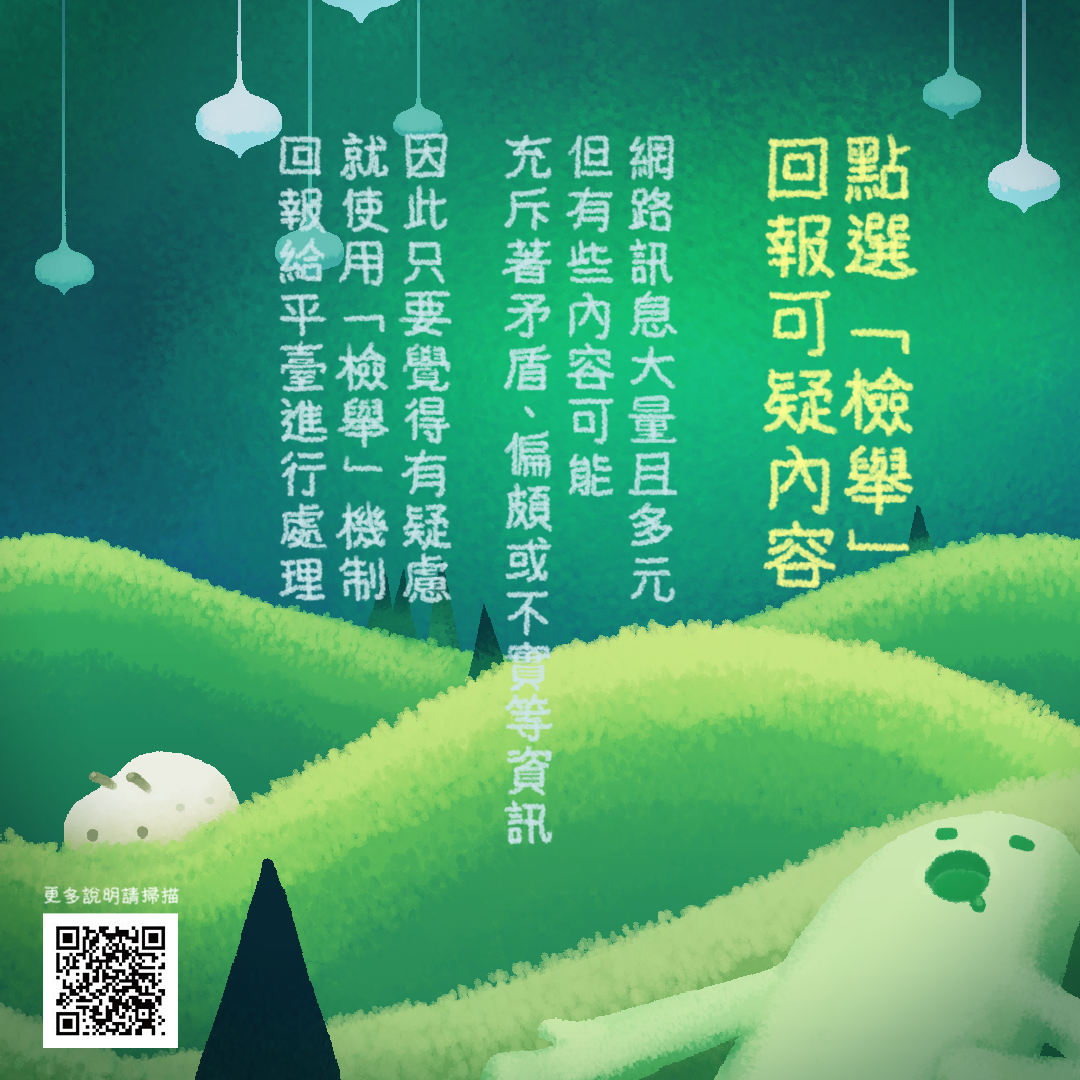 點選「檢舉」
回報可疑內容
網路訊息大量且多元
但有些內容可能
充斥著矛盾、偏頗或不實等資訊
因此只要覺得有疑慮
就使用「檢舉」機制
回報給平臺進行處理
更多說明請掃描